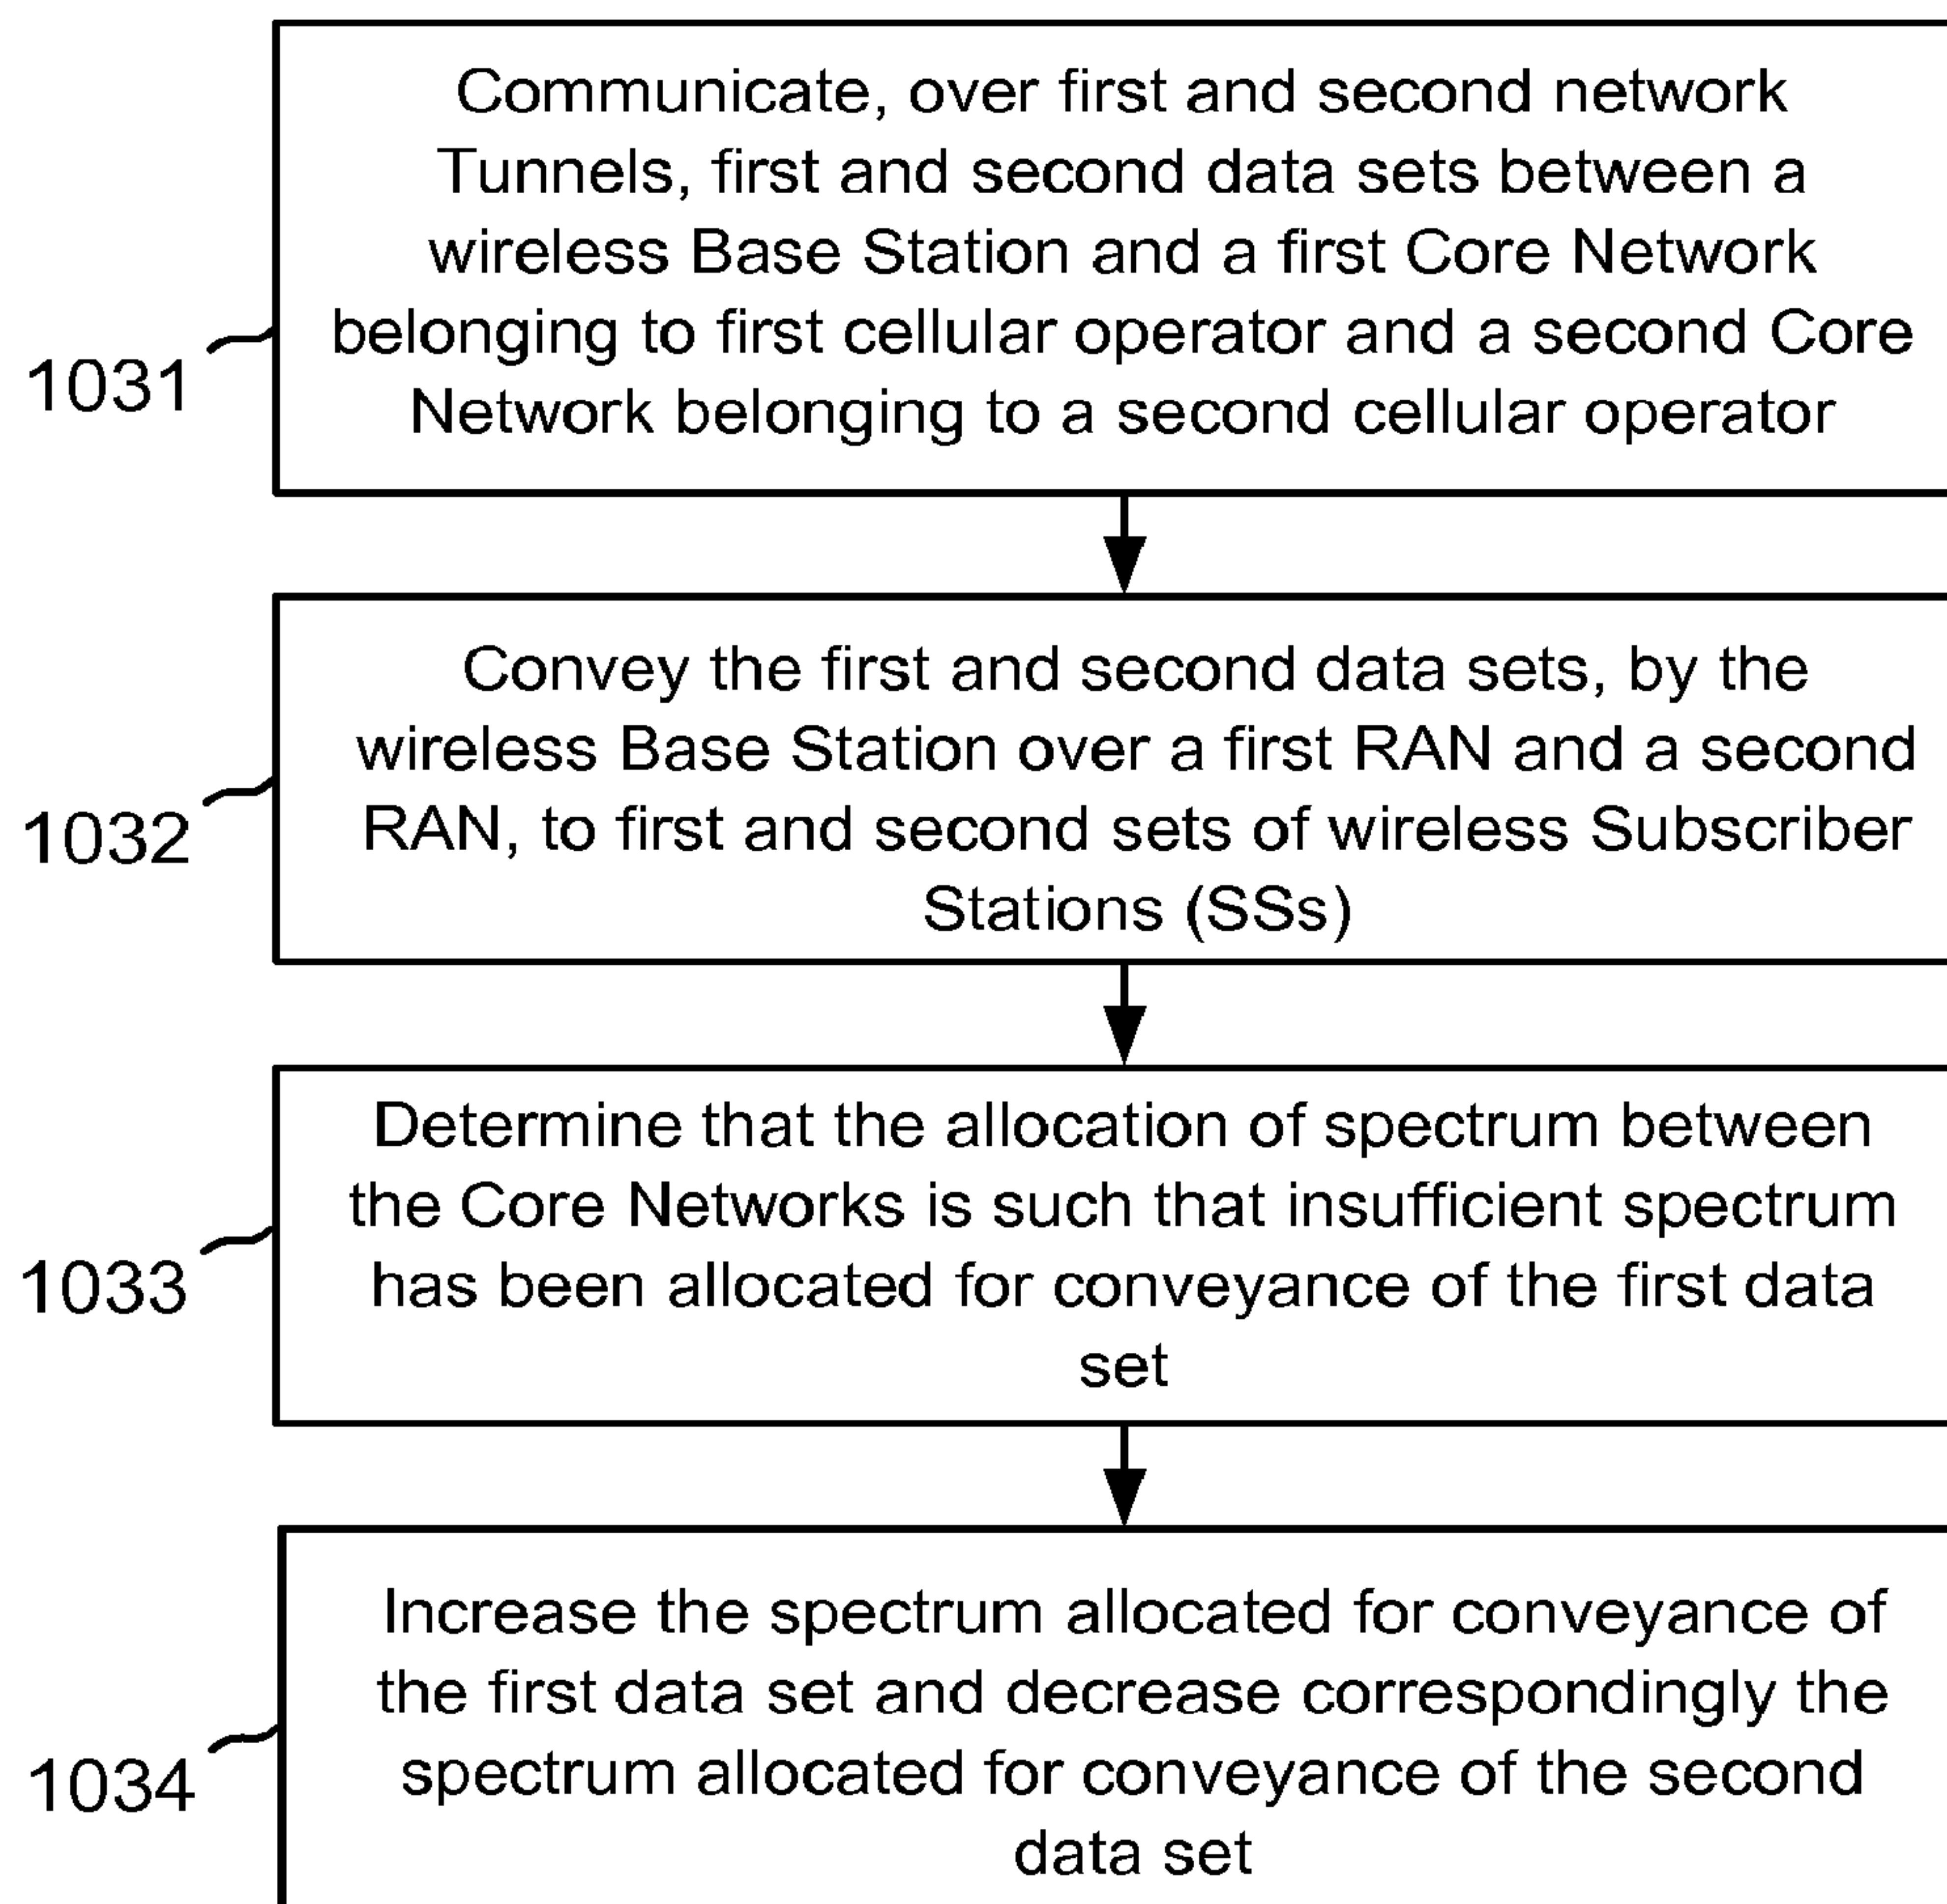 Communicate, over first and second network
Tunnels, first and second data sets between a
wireless Base Station and a first Core Network
belonging to first cellular operator and a second Core
Network belonging to a second cellular operator
1031
Convey the first and second data sets, by the
wireless Base Station over a first RAN and a second
RAN, to first and second sets of wireless Subscriber
Stations (SSs)
1032
Determine that the allocation of spectrum between
the Core Networks is such that insufficient spectrum
has been allocated for conveyance of the first data
set
1033
Increase the spectrum allocated for conveyance of
the first data set and decrease correspondingly the
spectrum allocated for conveyance of the second
data set
1034